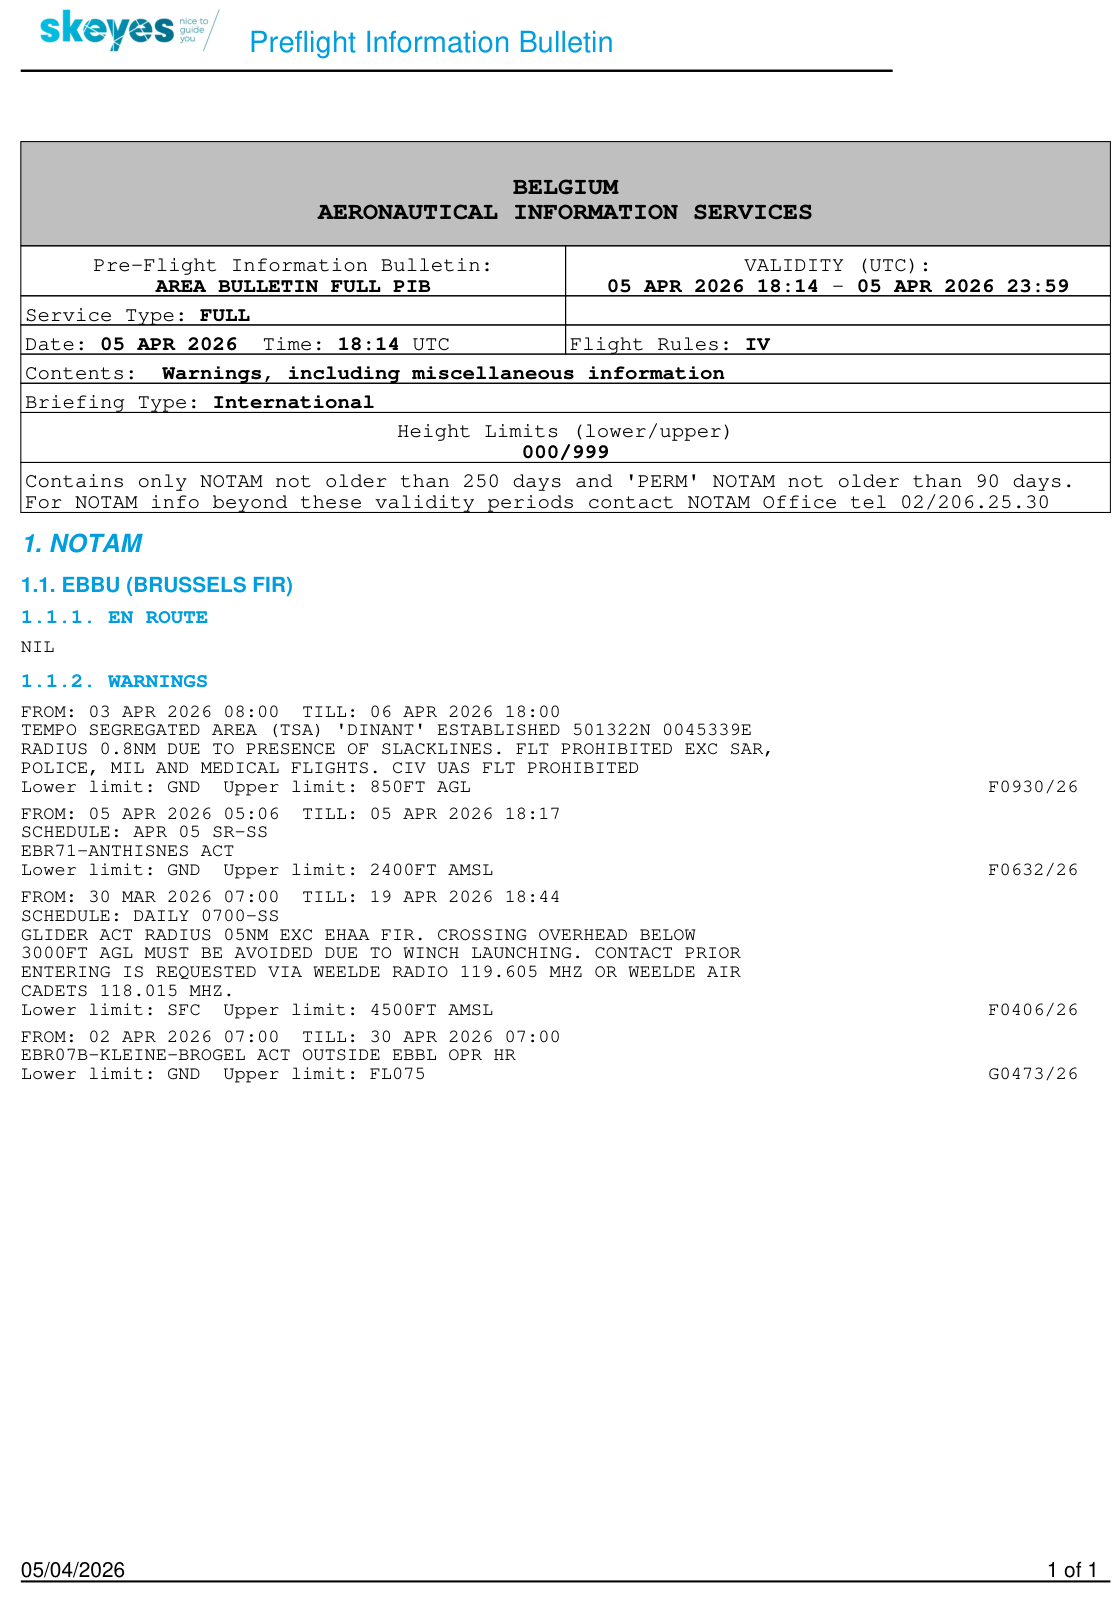 skeyes nice to guide you
Preflight Information Bulletin
BELGIUM
AERONAUTICAL INFORMATION SERVICES
Pre-Flight Information Bulletin:
AREA BULLETIN FULL PIB
VALIDITY (UTC):
05 APR 2026 18:14 - 05 APR 2026 23:59
Service Type: FULL
Date: 05 APR 2026 Time: 18:14 UTC
Flight Rules: IV
Contents: Warnings, including miscellaneous information
Briefing Type: International
Height Limits (lower/upper)
000/999
Contains only NOTAM not older than 250 days and 'PERM' NOTAM not older than 90 days.
For NOTAM info beyond these validity periods contact NOTAM Office tel 02/206.25.30
1. NOTAM
1.1. EBBU (BRUSSELS FIR)
1.1.1. EN ROUTE
NIL
1.1.2. WARNINGS
FROM: 03 APR 2026 08:00 TILL: 06 APR 2026 18:00
TEMPO SEGREGATED AREA (TSA) 'DINANT' ESTABLISHED 501322N 0045339E
RADIUS 0.8NM DUE TO PRESENCE OF SLACKLINES. FLT PROHIBITED EXC SAR,
POLICE, MIL AND MEDICAL FLIGHTS. CIV UAS FLT PROHIBITED
Lower limit: GND Upper limit: 850FT AGL F0930/26
FROM: 05 APR 2026 05:06 TILL: 05 APR 2026 18:17
SCHEDULE: APR 05 SR-SS
EBR71-ANTHISNES ACT
Lower limit: GND Upper limit: 2400FT AMSL F0632/26
FROM: 30 MAR 2026 07:00 TILL: 19 APR 2026 18:44
SCHEDULE: DAILY 0700-SS
GLIDER ACT RADIUS 05NM EXC EHAA FIR. CROSSING OVERHEAD BELOW
3000FT AGL MUST BE AVOIDED DUE TO WINCH LAUNCHING. CONTACT PRIOR
ENTERING IS REQUESTED VIA WEELDE RADIO 119.605 MHZ OR WEELDE AIR
CADETS 118.015 MHZ.
Lower limit: SFC Upper limit: 4500FT AMSL F0406/26
FROM: 02 APR 2026 07:00 TILL: 30 APR 2026 07:00
EBR07B-KLEINE-BROGEL ACT OUTSIDE EBBL OPR HR
Lower limit: GND Upper limit: FL075 G0473/26
05/04/2026 1 of 1